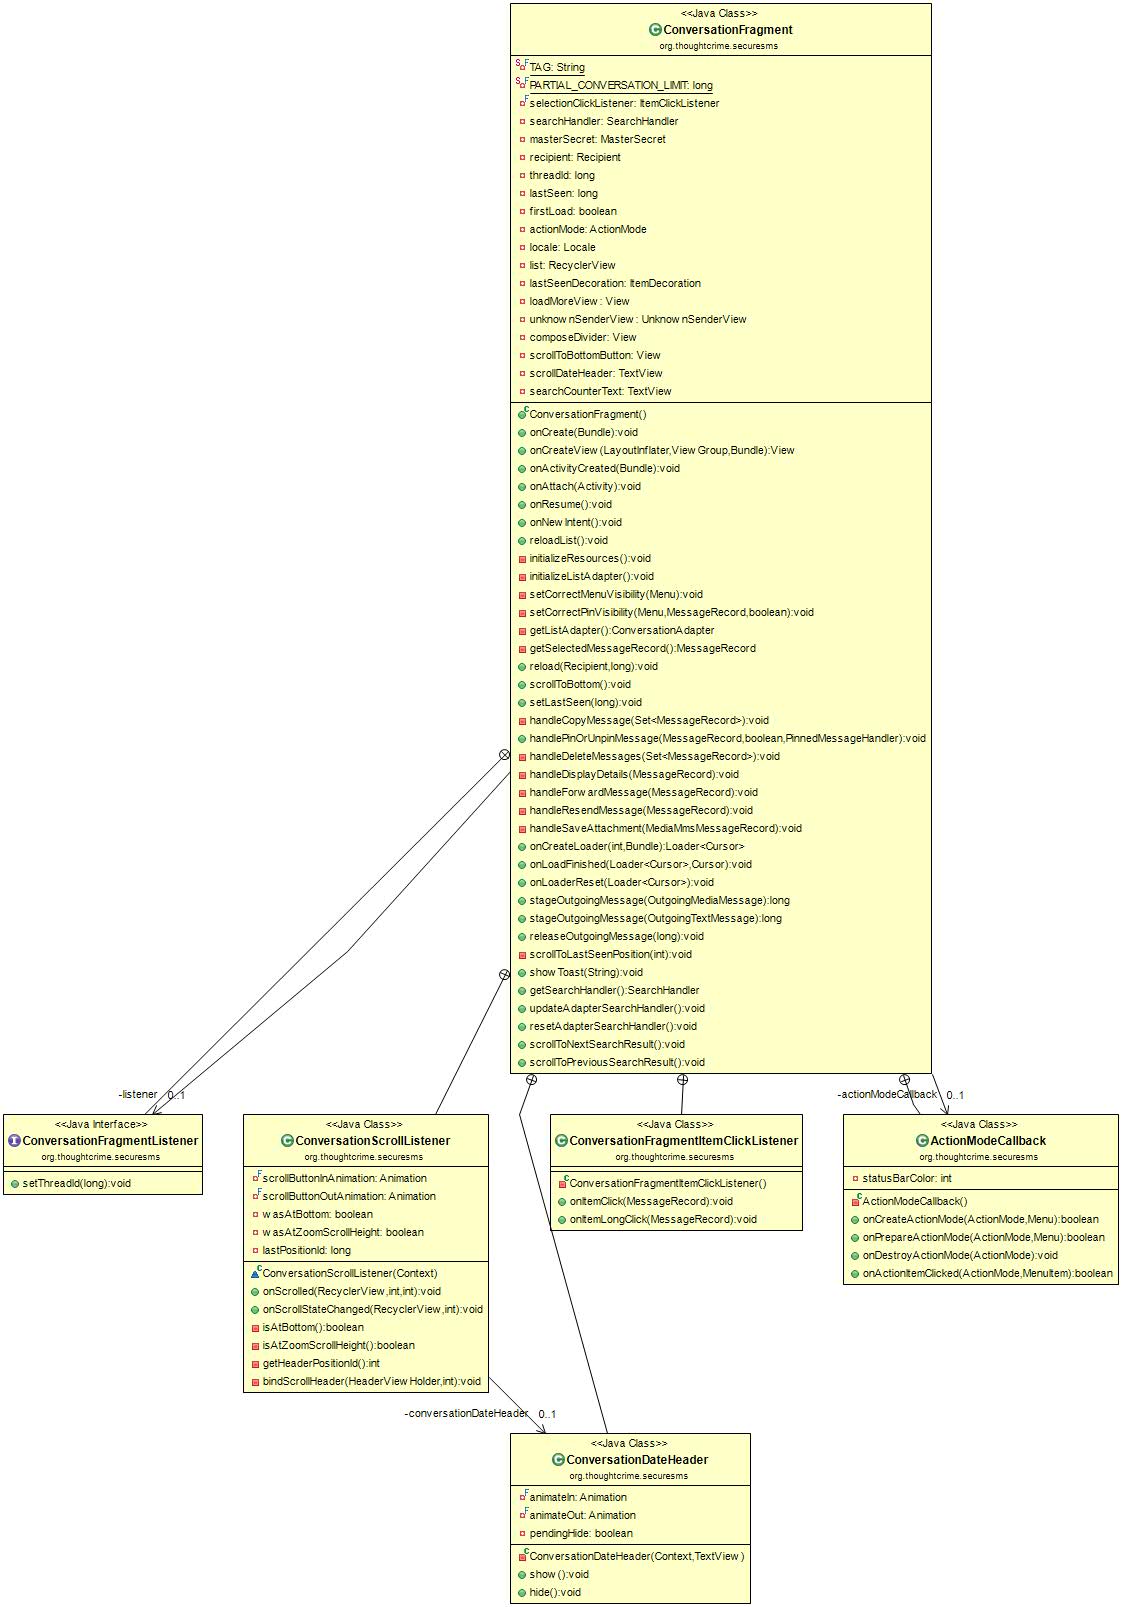 <<Java Class>>
ConversationFragment
org.thoughtcrime.securesms
TAG: String
PARTIAL_CONVERSATION_LIMIT: long
selectionClickListener: ItemClickListener
searchHandler: SearchHandler
masterSecret: MasterSecret
recipient: Recipient
threadId: long
lastSeen: long
firstLoad: boolean
actionMode: ActionMode
locale: Locale
list: RecyclerView
lastSeenDecoration: ItemDecoration
loadMoreView: View
unknownSenderView: UnknownSenderView
composeDivider: View
scrollToBottomButton: View
scrollDateHeader: TextView
searchCounterText: TextView
ConversationFragment()
onCreate(Bundle):void
onCreateView(LayoutInflater,ViewGroup,Bundle):View
onActivityCreated(Bundle):void
onAttach(Activity):void
onResume():void
onNewIntent():void
reloadList():void
initializeResources():void
initializeListAdapter():void
setCorrectMenuVisibility(Menu):void
setCorrectPinVisibility(Menu,MessageRecord,boolean):void
getListAdapter():ConversationAdapter
getSelectedMessageRecord():MessageRecord
reload(Recipient,long):void
scrollToBottom():void
setLastSeen(long):void
handleCopyMessage(Set<MessageRecord>):void
handlePinOrUnpinMessage(MessageRecord,boolean,PinnedMessageHandler):void
handleDeleteMessages(Set<MessageRecord>):void
handleDisplayDetails(MessageRecord):void
handleForwardMessage(MessageRecord):void
handleResendMessage(MessageRecord):void
handleSaveAttachment(MediaMmsMessageRecord):void
onCreateLoader(int,Bundle):Loader<Cursor>
onLoadFinished(Loader<Cursor>,Cursor):void
onLoaderReset(Loader<Cursor>):void
stageOutgoingMessage(OutgoingMediaMessage):long
stageOutgoingMessage(OutgoingTextMessage):long
releaseOutgoingMessage(long):void
scrollToLastSeenPosition(int):void
showToast(String):void
getSearchHandler():SearchHandler
updateAdapterSearchHandler():void
resetAdapterSearchHandler():void
scrollToNextSearchResult():void
scrollToPreviousSearchResult():void
-listener 0..1
-actionModeCallback 0..1
<<Java Interface>>
ConversationFragmentListener
org.thoughtcrime.securesms
setThreadId(long):void
<<Java Class>>
ConversationScrollListener
org.thoughtcrime.securesms
scrollButtonInAnimation: Animation
scrollButtonOutAnimation: Animation
wasAtBottom: boolean
wasAtZoomScrollHeight: boolean
lastPositionId: long
ConversationScrollListener(Context)
onScrolled(RecyclerView,int,int):void
onScrollStateChanged(RecyclerView,int):void
isAtBottom():boolean
isAtZoomScrollHeight():boolean
getHeaderPositionId():int
bindScrollHeader(HeaderViewHolder,int):void
<<Java Class>>
ConversationFragmentItemClickListener
org.thoughtcrime.securesms
ConversationFragmentItemClickListener()
onItemClick(MessageRecord):void
onItemLongClick(MessageRecord):void
<<Java Class>>
ActionModeCallback
org.thoughtcrime.securesms
statusBarColor: int
ActionModeCallback()
onCreateActionMode(ActionMode,Menu):boolean
onPrepareActionMode(ActionMode,Menu):boolean
onDestroyActionMode(ActionMode):void
onActionItemClicked(ActionMode,MenuItem):boolean
-conversationDateHeader 0..1
<<Java Class>>
ConversationDateHeader
org.thoughtcrime.securesms
animateIn: Animation
animateOut: Animation
pendingHide: boolean
ConversationDateHeader(Context,TextView)
show():void
hide():void